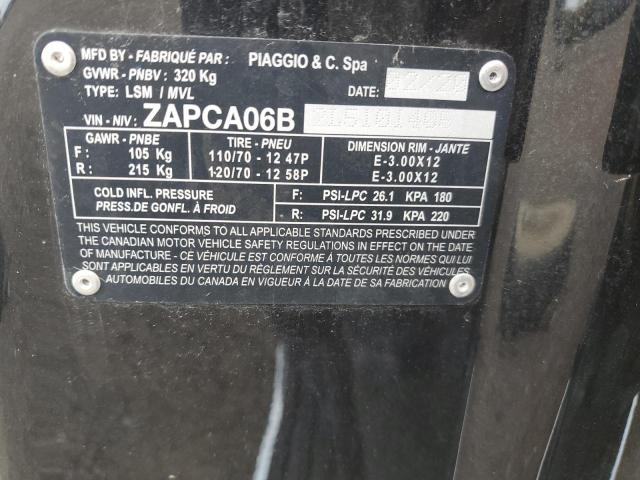 MFD BY - FABRIQUÉ PAR : PIAGGIO & C. Spa
GVWR - PNBV : 320 Kg
TYPE: LSM / MVL DATE: 02/20
VIN - NIV: ZAPCA06B
GAWR - PNBE TIRE - PNEU DIMENSION RIM - JANTE
F : 105 Kg 110/70 - 12 47P E-3.00X12
R : 215 Kg 120/70 - 12 58P E-3.00X12
COLD INFL. PRESSURE F: PSI-LPC 26.1 KPA 180
PRESS.DE GONFL. À FROID R: PSI-LPC 31.9 KPA 220
THIS VEHICLE CONFORMS TO ALL APPLICABLE STANDARDS PRESCRIBED UNDER
THE CANADIAN MOTOR VEHICLE SAFETY REGULATIONS IN EFFECT ON THE DATE
OF MANUFACTURE - CE VÉHICULE EST CONFORME À TOUTES LES NORMES QUI LUI
SONT APPLICABLES EN VERTU DU RÈGLEMENT SUR LA SÉCURITÉ DES VÉHICULES
AUTOMOBILES DU CANADA EN VIGUEUR À LA DATE DE SA FABRICATION